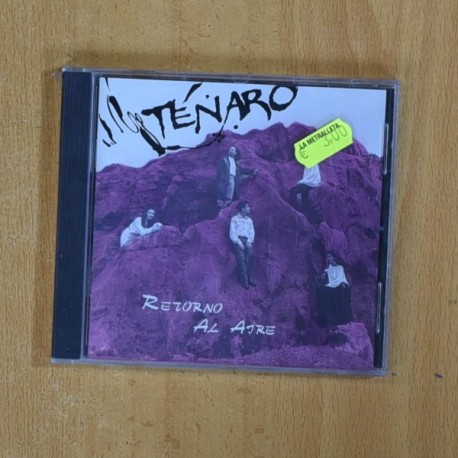 TÉNARO
LA METRALLETA
€ 3,00
RETORNO
AL AIRE